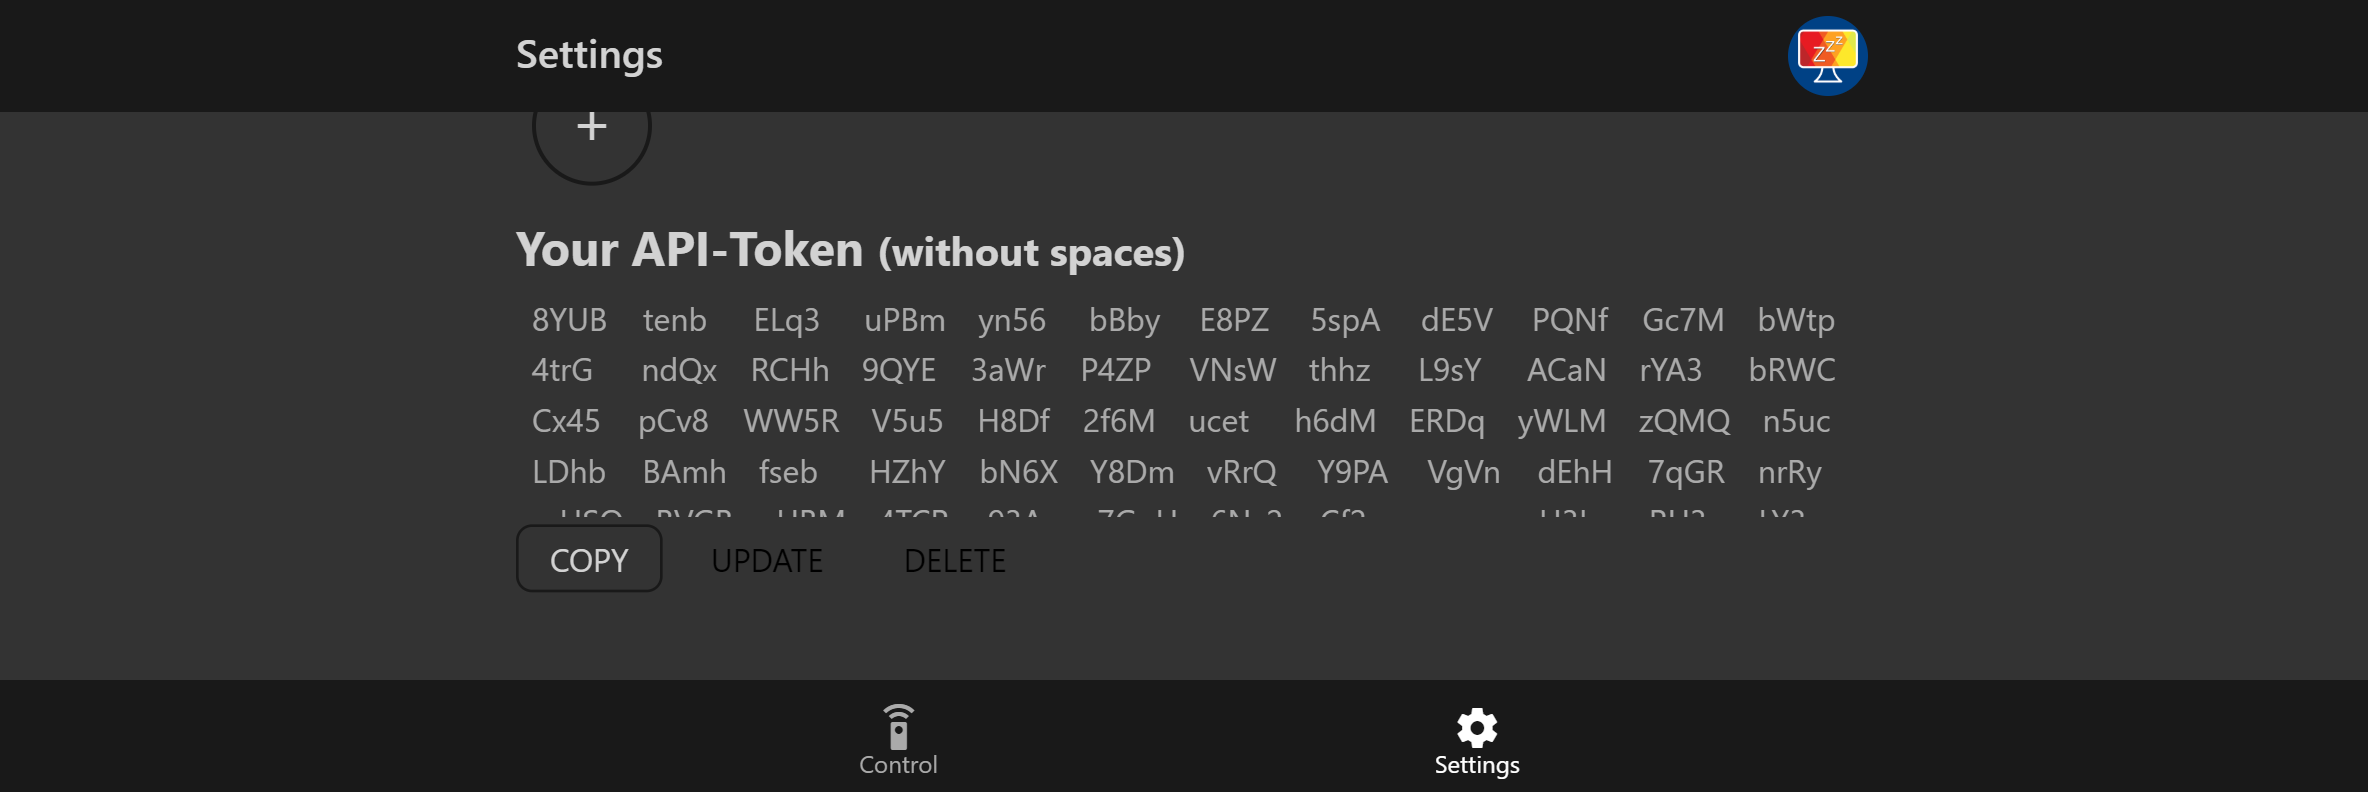 Settings
zzz
+
Your API-Token (without spaces)
8YUB tenb ELq3 uPBm yn56 bBby E8PZ 5spA dE5V PQNf Gc7M bWtp
4trG ndQx RCHh 9QYE 3aWr P4ZP VNsW thhz L9sY ACaN rYA3 bRWC
Cx45 pCv8 WW5R V5u5 H8Df 2f6M ucet h6dM ERDq yWLM zQMQ n5uc
LDhb BAmh fseb HZhY bN6X Y8Dm vRrQ Y9PA VgVn dEhH 7qGR nrRy
COPY UPDATE DELETE
Control Settings